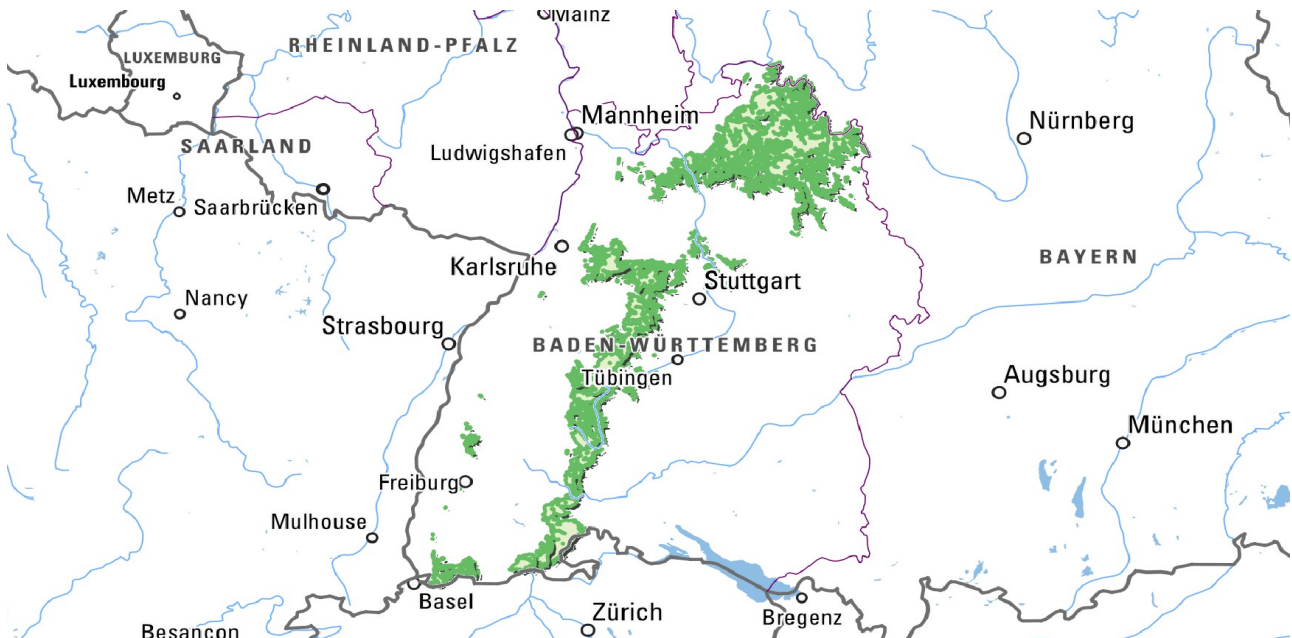 Mainz
RHEINLAND-PFALZ
LUXEMBURG
Luxembourg
Mannheim
Nürnberg
SAARLAND
Ludwigshafen
Metz
Saarbrücken
Karlsruhe
BAYERN
Stuttgart
Nancy
Strasbourg
BADEN-WÜRTTEMBERG
Tübingen
Augsburg
München
Freiburg
Mulhouse
Basel
Zürich
Bregenz
Besançon